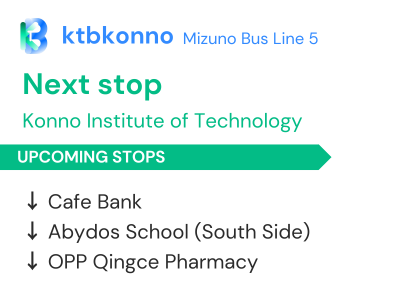 ktbkonno Mizuno Bus Line 5
Next stop
Konno Institute of Technology
UPCOMING STOPS
↓ Cafe Bank
↓ Abydos School (South Side)
↓ OPP Qingce Pharmacy